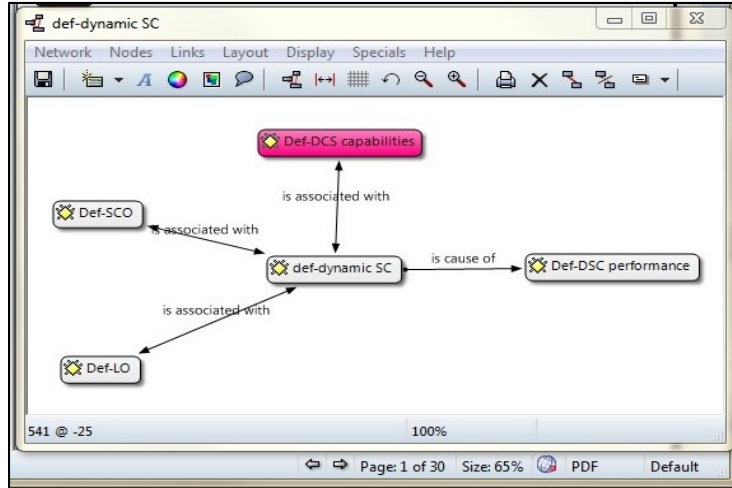 def-dynamic SC
Network Nodes Links Layout Display Specials Help
Def-DCS capabilities
is associated with
Def-SCO
is associated with
def-dynamic SC
is cause of
Def-DSC performance
is associated with
Def-LO
541 @ -25 100%
Page: 1 of 30 Size: 65% PDF Default